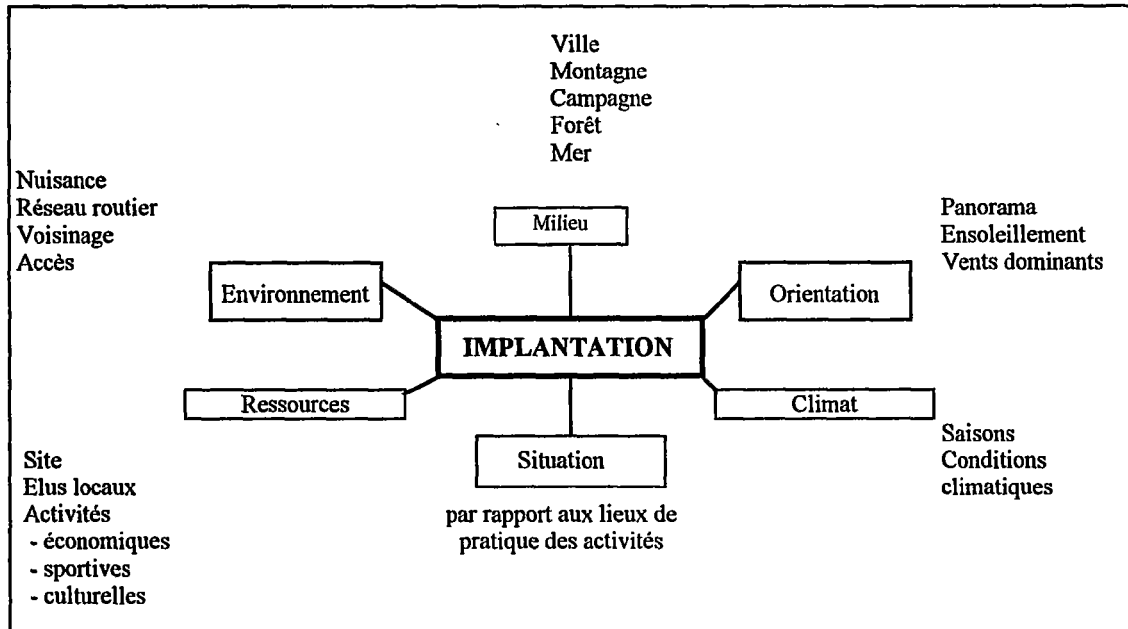 Ville
Montagne
Campagne
Forêt
Mer
Nuisance
Réseau routier
Voisinage
Accès
Milieu
Panorama
Ensoleillement
Vents dominants
Environnement
Orientation
IMPLANTATION
Ressources
Climat
Situation
Site
Elus locaux
Activités
- économiques
- sportives
- culturelles
par rapport aux lieux de
pratique des activités
Saisons
Conditions
climatiques